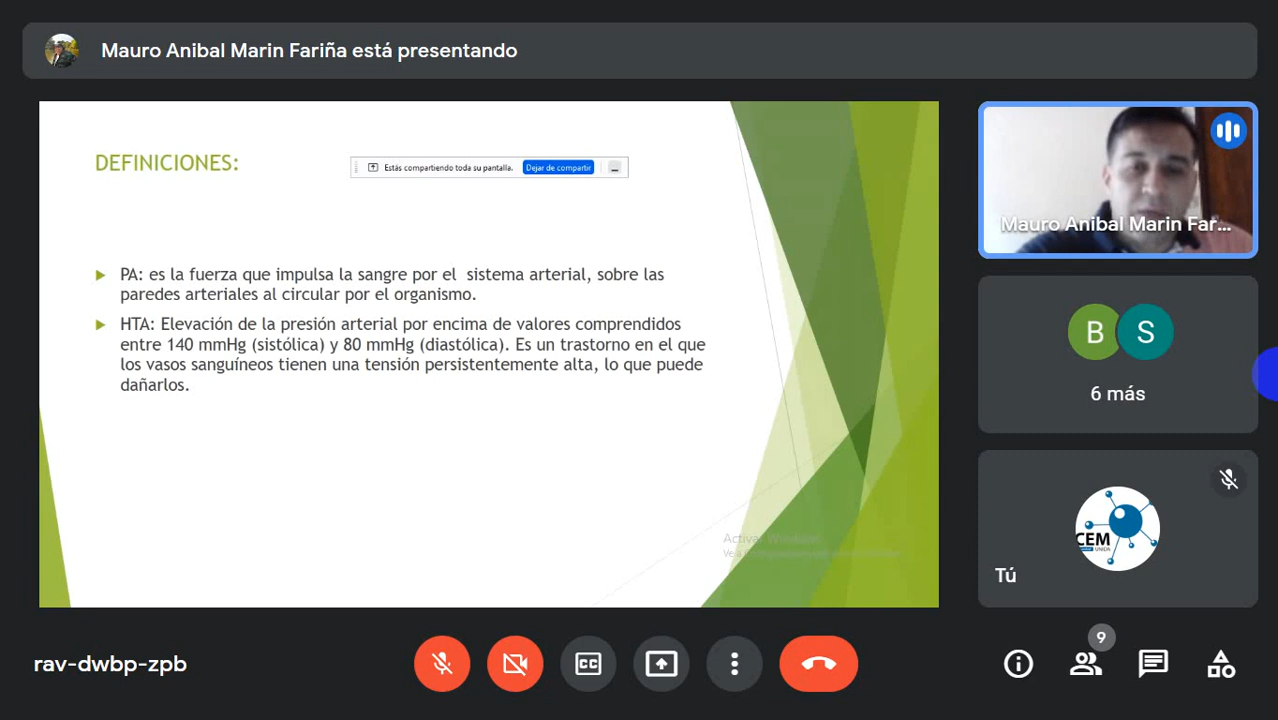 Mauro Anibal Marin Fariña está presentando
DEFINICIONES:
Estás compartiendo toda su pantalla.
Dejar de compartir
PA: es la fuerza que impulsa la sangre por el sistema arterial, sobre las
paredes arteriales al circular por el organismo.
HTA: Elevación de la presión arterial por encima de valores comprendidos
entre 140 mmHg (sistólica) y 80 mmHg (diastólica). Es un trastorno en el que
los vasos sanguíneos tienen una tensión persistentemente alta, lo que puede
dañarlos.
Mauro Anibal Marin Far...
B
S
6 más
CEM
Tú
rav-dwbp-zpb
CC
9